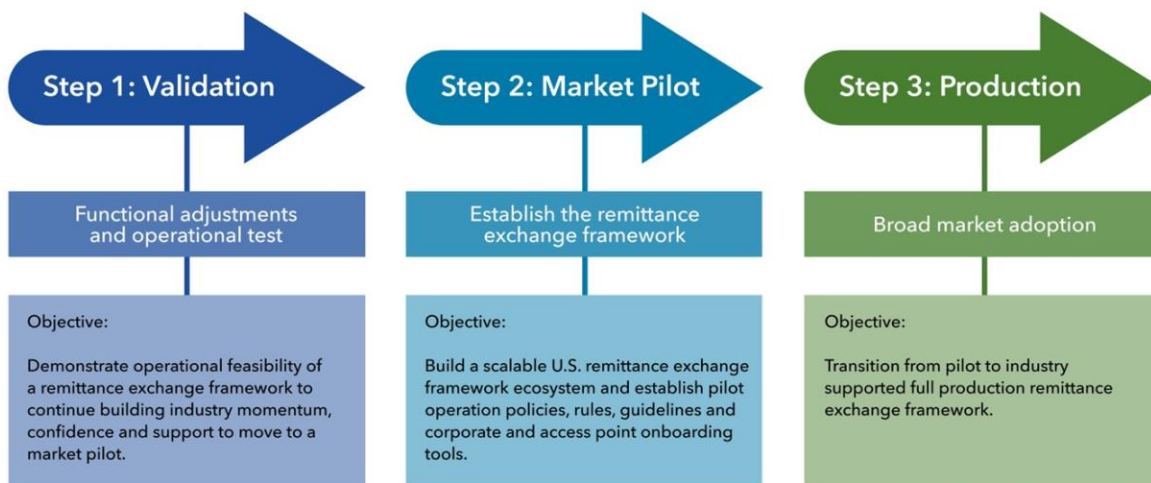 Step 1: Validation
Functional adjustments
and operational test
Objective:
Demonstrate operational feasibility of
a remittance exchange framework to
continue building industry momentum,
confidence and support to move to a
market pilot.
Step 2: Market Pilot
Establish the remittance
exchange framework
Objective:
Build a scalable U.S. remittance exchange
framework ecosystem and establish pilot
operation policies, rules, guidelines and
corporate and access point onboarding
tools.
Step 3: Production
Broad market adoption
Objective:
Transition from pilot to industry
supported full production remittance
exchange framework.